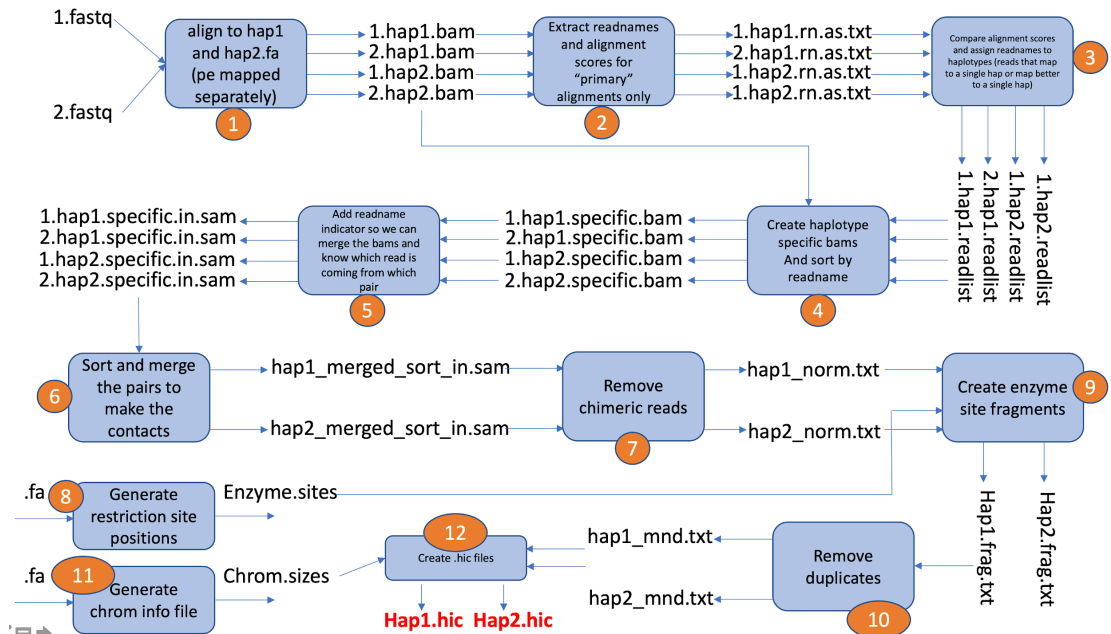 1.fastq
2.fastq
align to hap1
and hap2.fa
(pe mapped
separately)
1
1.hap1.bam
2.hap1.bam
1.hap2.bam
2.hap2.bam
Extract readnames
and alignment
scores for
“primary”
alignments only
2
1.hap1.rn.as.txt
2.hap1.rn.as.txt
1.hap2.rn.as.txt
1.hap2.rn.as.txt
Compare alignment scores
and assign readnames to
haplotypes (reads that map
to a single hap or map better
to a single hap)
3
1.hap1.readlist
2.hap1.readlist
1.hap2.readlist
1.hap2.readlist
Create haplotype
specific bams
And sort by
readname
4
1.hap1.specific.bam
2.hap1.specific.bam
1.hap2.specific.bam
2.hap2.specific.bam
Add readname
indicator so we can
merge the bams and
know which read is
coming from which
pair
5
1.hap1.specific.in.sam
2.hap1.specific.in.sam
1.hap2.specific.in.sam
2.hap2.specific.in.sam
Sort and merge
the pairs to
make the
contacts
6
hap1_merged_sort_in.sam
hap2_merged_sort_in.sam
Remove
chimeric reads
7
hap1_norm.txt
hap2_norm.txt
Create enzyme
site fragments
9
.fa
8
Generate
restriction site
positions
Enzyme.sites
Hap1.frag.txt
Hap2.frag.txt
Remove
duplicates
10
hap1_mnd.txt
hap2_mnd.txt
.fa
11
Generate
chrom info file
Chrom.sizes
12
Create .hic files
Hap1.hic Hap2.hic